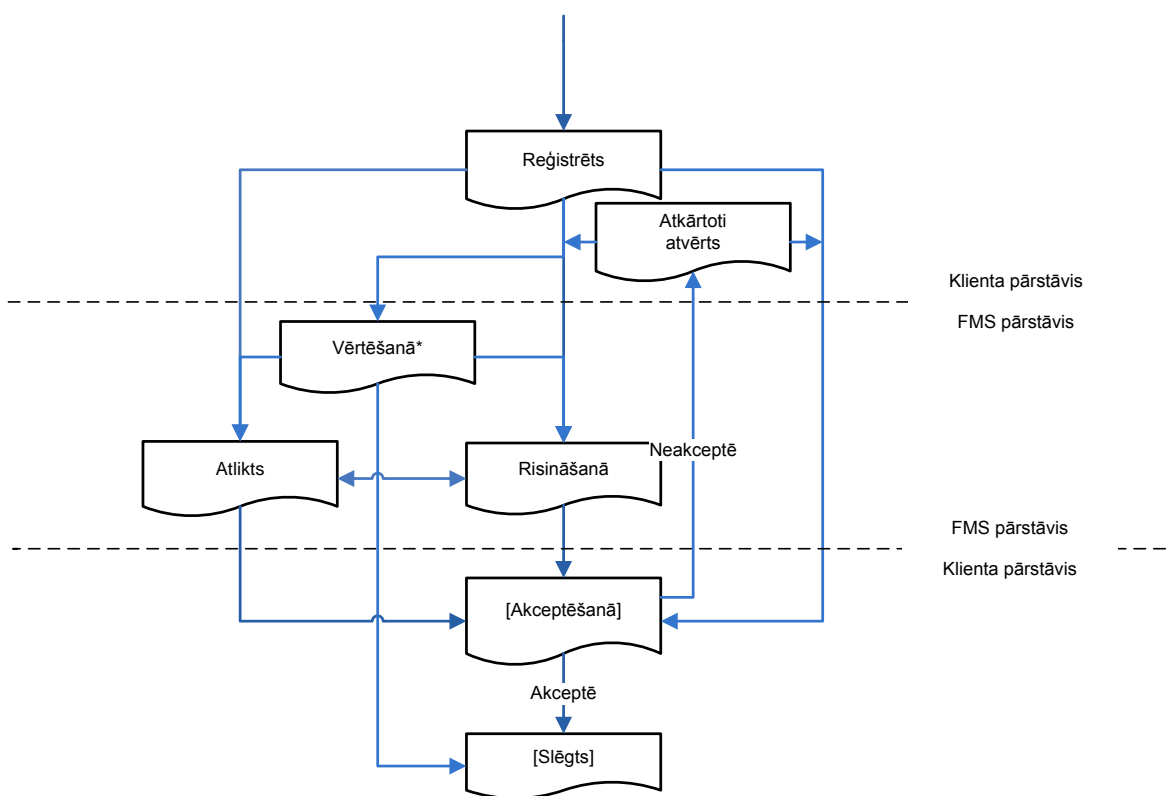 Reģistrēts
Atkārtoti
atvērts
Klienta pārstāvis
FMS pārstāvis
Vērtēšanā*
Atlikts
Risināšanā
Neakceptē
FMS pārstāvis
Klienta pārstāvis
[Akceptēšanā]
Akceptē
[Slēgts]